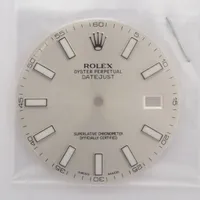 ROLEX
OYSTER PERPETUAL
DATEJUST
SUPERLATIVE CHRONOMETER
OFFICIALLY CERTIFIED